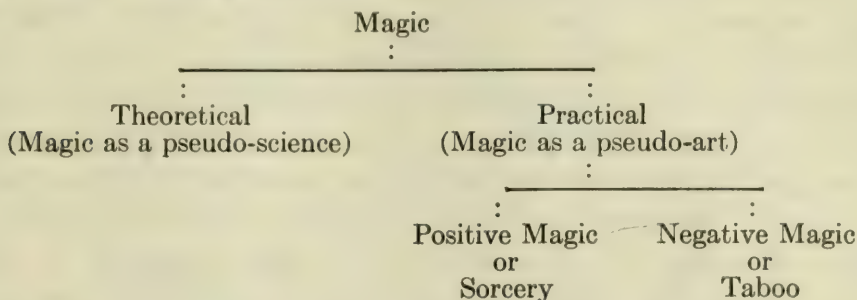 Magic
Theoretical Practical
(Magic as a pseudo-science) (Magic as a pseudo-art)
Positive Magic Negative Magic
or or
Sorcery Taboo